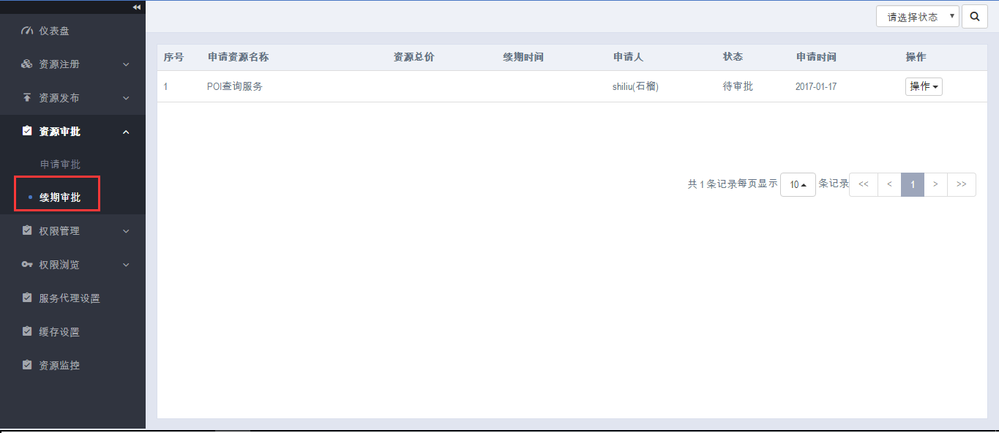 仪表盘
资源注册
资源发布
资源审批
申请审批
续期审批
权限管理
权限浏览
服务代理设置
缓存设置
资源监控
请选择状态
序号 申请资源名称 资源总价 续期时间 申请人 状态 申请时间 操作
1 POI查询服务 shiliu(石榴) 待审批 2017-01-17 操作
共 1 条记录每页显示 10 条记录 << < 1 > >>